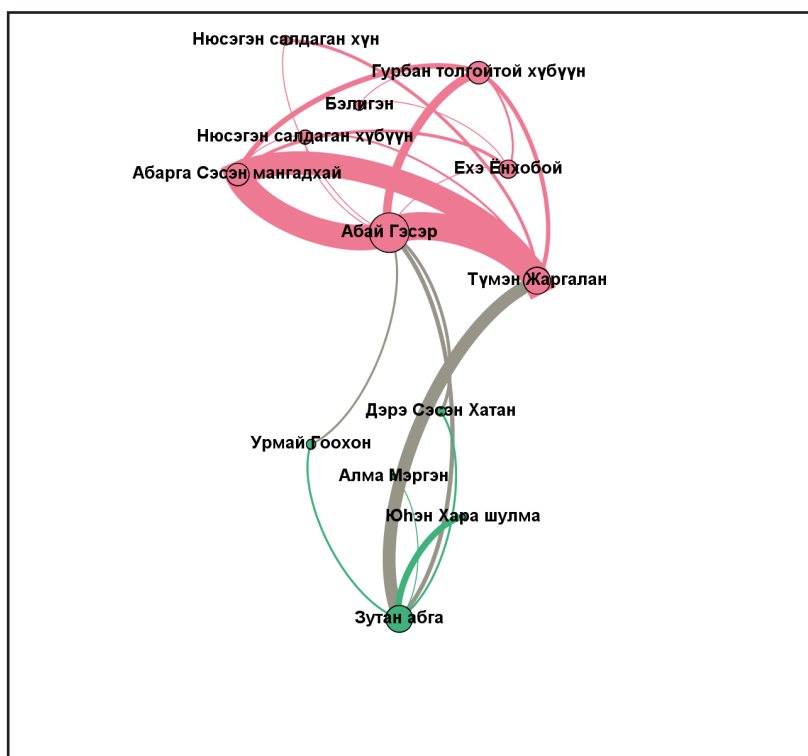 Нюсэгэн салдаган хүн
Гурбан толгойтой хүбүүн
Бэлигэн
Нюсэгэн салдаган хүбүүн
Абарга Сэсэн мангадхай
Ехэ Ёнхобой
Абай Гэсэр
Түмэн Жаргалан
Дэрэ Сэсэн Хатан
Урмай Гоохон
Алма Мэргэн
Юһэн Хара шулма
Зутан абга